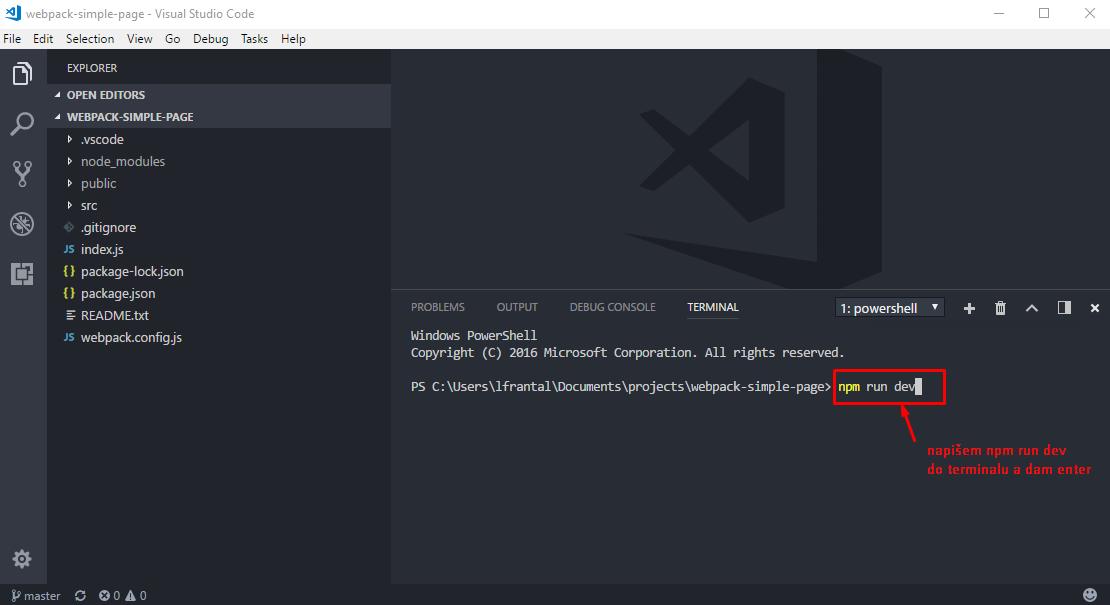 webpack-simple-page - Visual Studio Code
File Edit Selection View Go Debug Tasks Help
EXPLORER
OPEN EDITORS
WEBPACK-SIMPLE-PAGE
.vscode
node_modules
public
src
.gitignore
JS index.js
{} package-lock.json
{} package.json
README.txt
JS webpack.config.js
PROBLEMS OUTPUT DEBUG CONSOLE TERMINAL 1: powershell
Windows PowerShell
Copyright (C) 2016 Microsoft Corporation. All rights reserved.
PS C:\Users\lfrantal\Documents\projects\webpack-simple-page> npm run dev
napišem npm run dev
do terminalu a dam enter
master 0 0